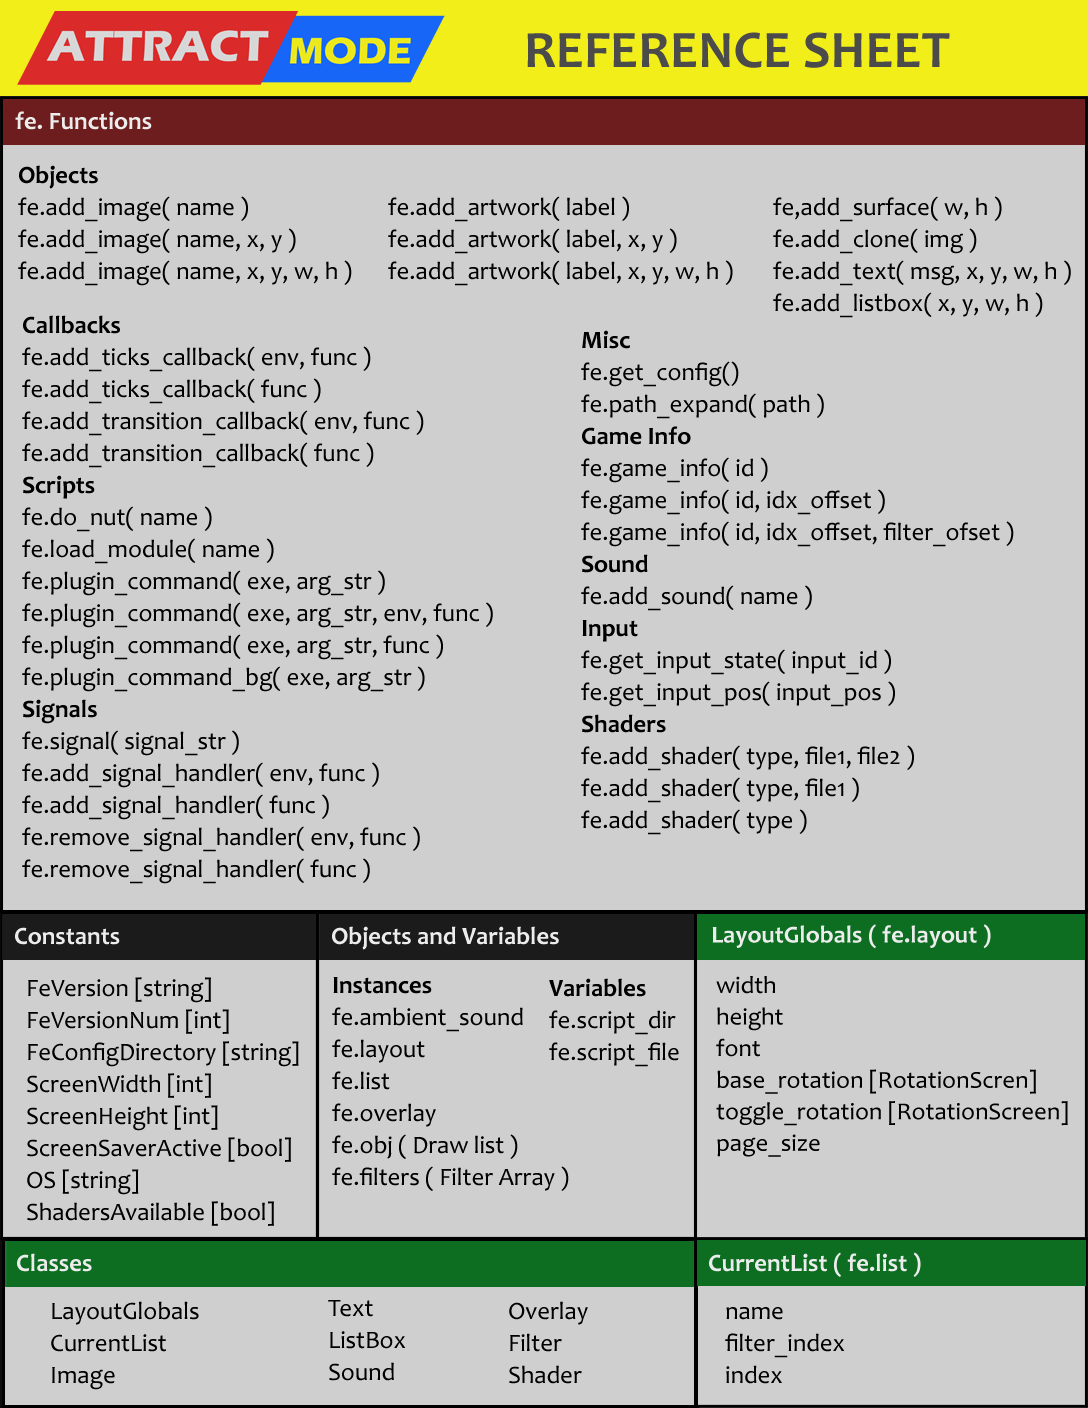 ATTRACT MODE
REFERENCE SHEET
fe. Functions
Objects
fe.add_image( name )
fe.add_image( name, x, y )
fe.add_image( name, x, y, w, h )
fe.add_artwork( label )
fe.add_artwork( label, x, y )
fe.add_artwork( label, x, y, w, h )
fe,add_surface( w, h )
fe.add_clone( img )
fe.add_text( msg, x, y, w, h )
fe.add_listbox( x, y, w, h )
Callbacks
fe.add_ticks_callback( env, func )
fe.add_ticks_callback( func )
fe.add_transition_callback( env, func )
fe.add_transition_callback( func )
Scripts
fe.do_nut( name )
fe.load_module( name )
fe.plugin_command( exe, arg_str )
fe.plugin_command( exe, arg_str, env, func )
fe.plugin_command( exe, arg_str, func )
fe.plugin_command_bg( exe, arg_str )
Signals
fe.signal( signal_str )
fe.add_signal_handler( env, func )
fe.add_signal_handler( func )
fe.remove_signal_handler( env, func )
fe.remove_signal_handler( func )
Misc
fe.get_config()
fe.path_expand( path )
Game Info
fe.game_info( id )
fe.game_info( id, idx_offset )
fe.game_info( id, idx_offset, filter_ofset )
Sound
fe.add_sound( name )
Input
fe.get_input_state( input_id )
fe.get_input_pos( input_pos )
Shaders
fe.add_shader( type, file1, file2 )
fe.add_shader( type, file1 )
fe.add_shader( type )
Constants
FeVersion [string]
FeVersionNum [int]
FeConfigDirectory [string]
ScreenWidth [int]
ScreenHeight [int]
ScreenSaverActive [bool]
OS [string]
ShadersAvailable [bool]
Objects and Variables
Instances
fe.ambient_sound
fe.layout
fe.list
fe.overlay
fe.obj ( Draw list )
fe.filters ( Filter Array )
Variables
fe.script_dir
fe.script_file
LayoutGlobals ( fe.layout )
width
height
font
base_rotation [RotationScren]
toggle_rotation [RotationScreen]
page_size
Classes
LayoutGlobals
CurrentList
Image
Text
ListBox
Sound
Overlay
Filter
Shader
CurrentList ( fe.list )
name
filter_index
index